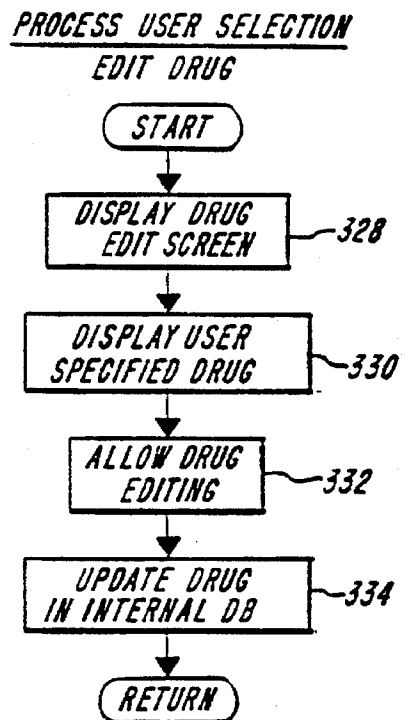 PROCESS USER SELECTION
EDIT DRUG
START
DISPLAY DRUG
EDIT SCREEN
328
DISPLAY USER
SPECIFIED DRUG
330
ALLOW DRUG
EDITING
332
UPDATE DRUG
IN INTERNAL DB
334
RETURN